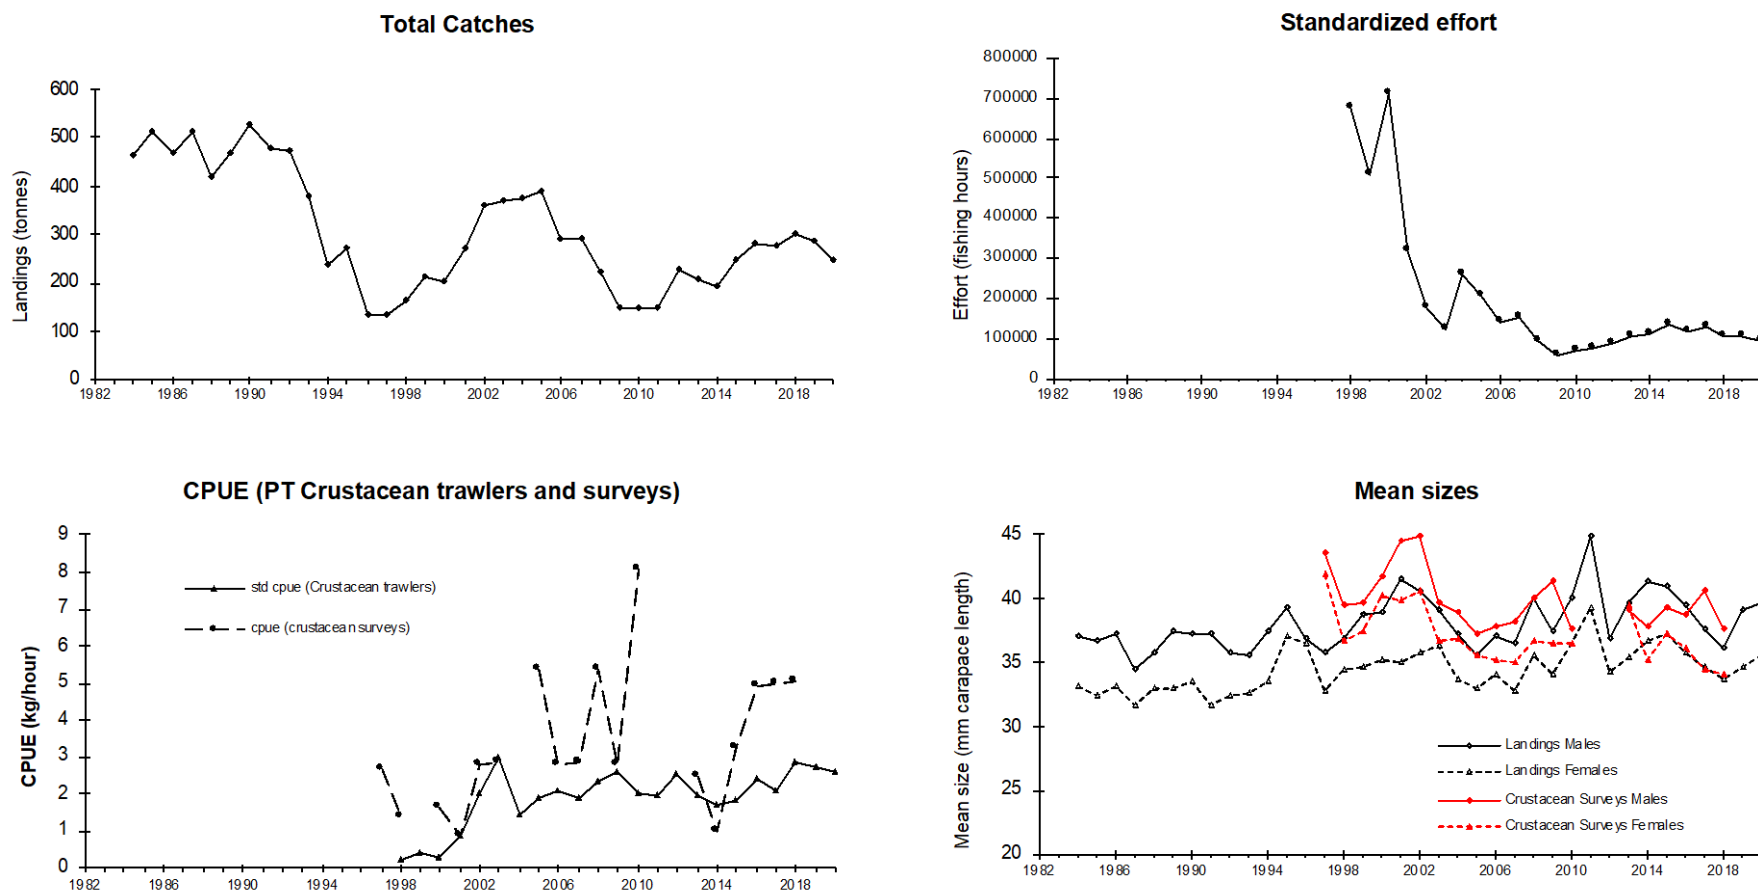 Total Catches
Landings (tonnes)
600
500
400
300
200
100
0
1982 1986 1990 1994 1998 2002 2006 2010 2014 2018
Standardized effort
Effort (fishing hours)
800000
700000
600000
500000
400000
300000
200000
100000
0
1982 1986 1990 1994 1998 2002 2006 2010 2014 2018
CPUE (PT Crustacean trawlers and surveys)
CPUE (kg/hour)
9
8
7
6
5
4
3
2
1
0
std cpue (Crustacean trawlers)
cpue (crustacean surveys)
1982 1986 1990 1994 1998 2002 2006 2010 2014 2018
Mean sizes
Mean size (mm carapace length)
45
40
35
30
25
20
Landings Males
Landings Females
Crustacean Surveys Males
Crustacean Surveys Females
1982 1986 1990 1994 1998 2002 2006 2010 2014 2018